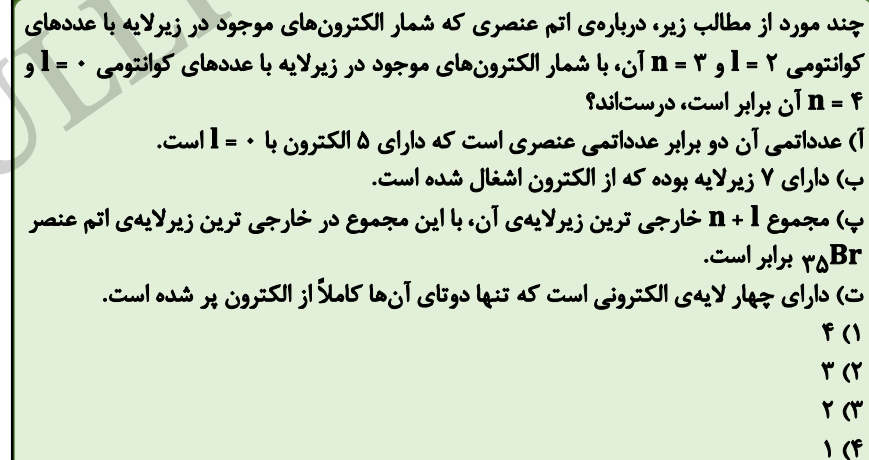 چند مورد از مطالب زیر، درباره‌ی اتم عنصری که شمار الکترون‌های موجود در زیرلایه با عددهای
کوانتومی l = ۲ و n = ۳ آن، با شمار الکترون‌های موجود در زیرلایه با عددهای کوانتومی l = ۰ و
n = ۴ آن برابر است، درست‌اند؟
آ) عدداتمی آن دو برابر عدداتمی عنصری است که دارای ۵ الکترون با l = ۰ است.
ب) دارای ۷ زیرلایه بوده که از الکترون اشغال شده است.
پ) مجموع n + l خارجی ترین زیرلایه‌ی آن، با این مجموع در خارجی ترین زیرلایه‌ی اتم عنصر
۳۵Br برابر است.
ت) دارای چهار لایه‌ی الکترونی است که تنها دوتای آن‌ها کاملاً از الکترون پر شده است.
۱) ۴
۲) ۳
۳) ۲
۴) ۱